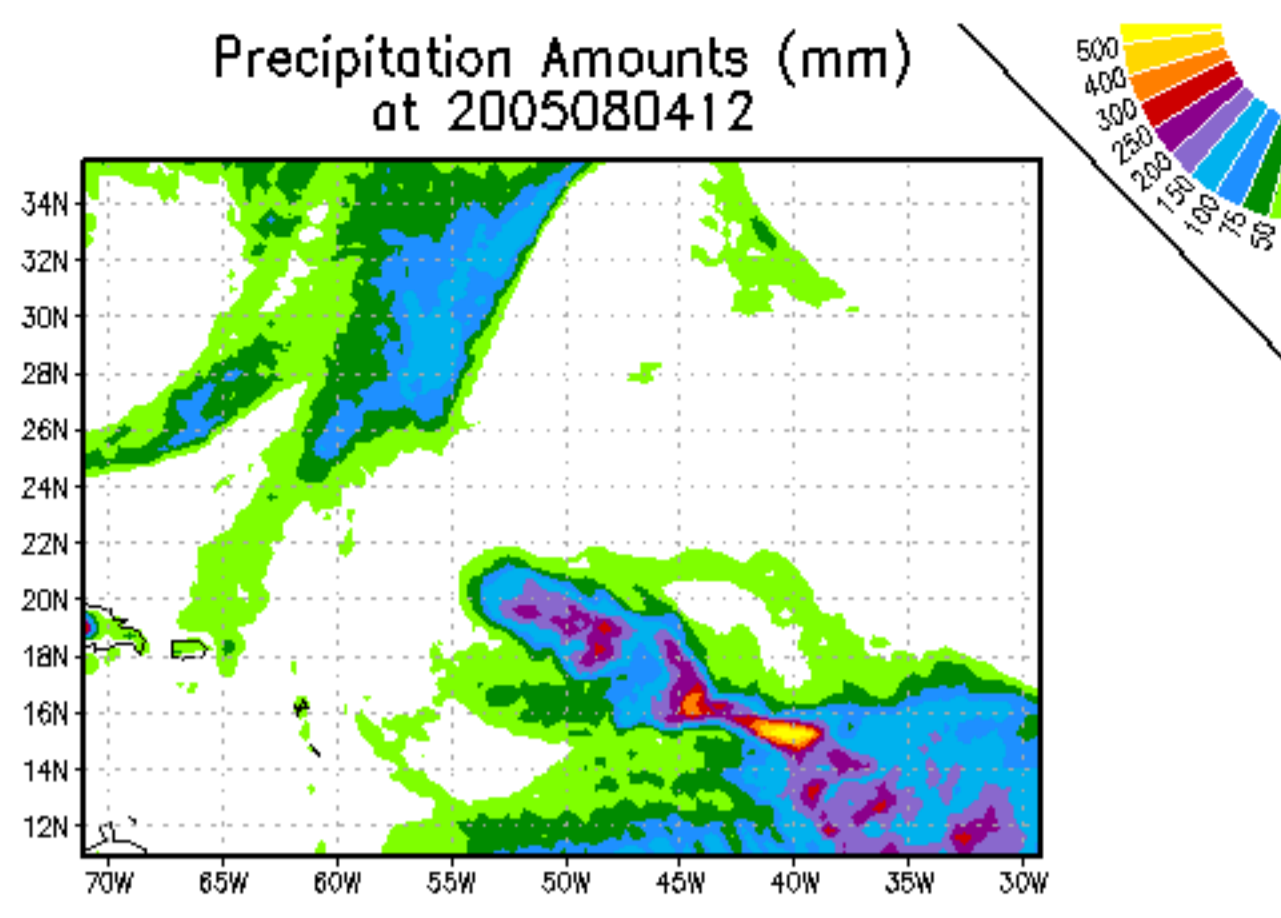 Precipitation Amounts (mm)
at 2005080412
500
400
300
250
200
150
100
75
50
34N
32N
30N
28N
26N
24N
22N
20N
18N
16N
14N
12N
70W 65W 60W 55W 50W 45W 40W 35W 30W